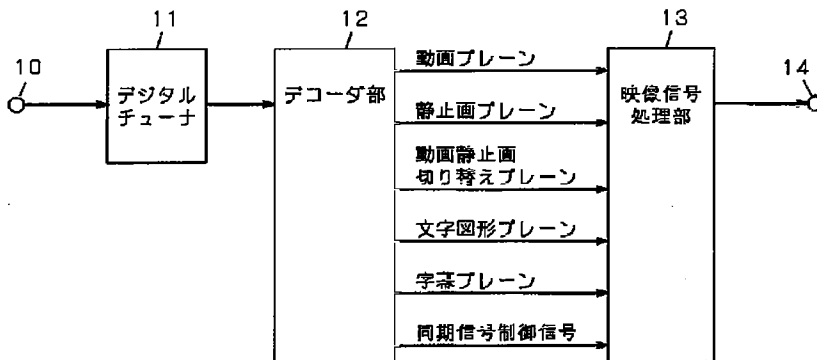 11
12
13
10
14
デジタル
チューナ
デコーダ部
動画プレーン
静止画プレーン
動画静止画
切り替えプレーン
文字図形プレーン
字幕プレーン
同期信号制御信号
映像信号
処理部